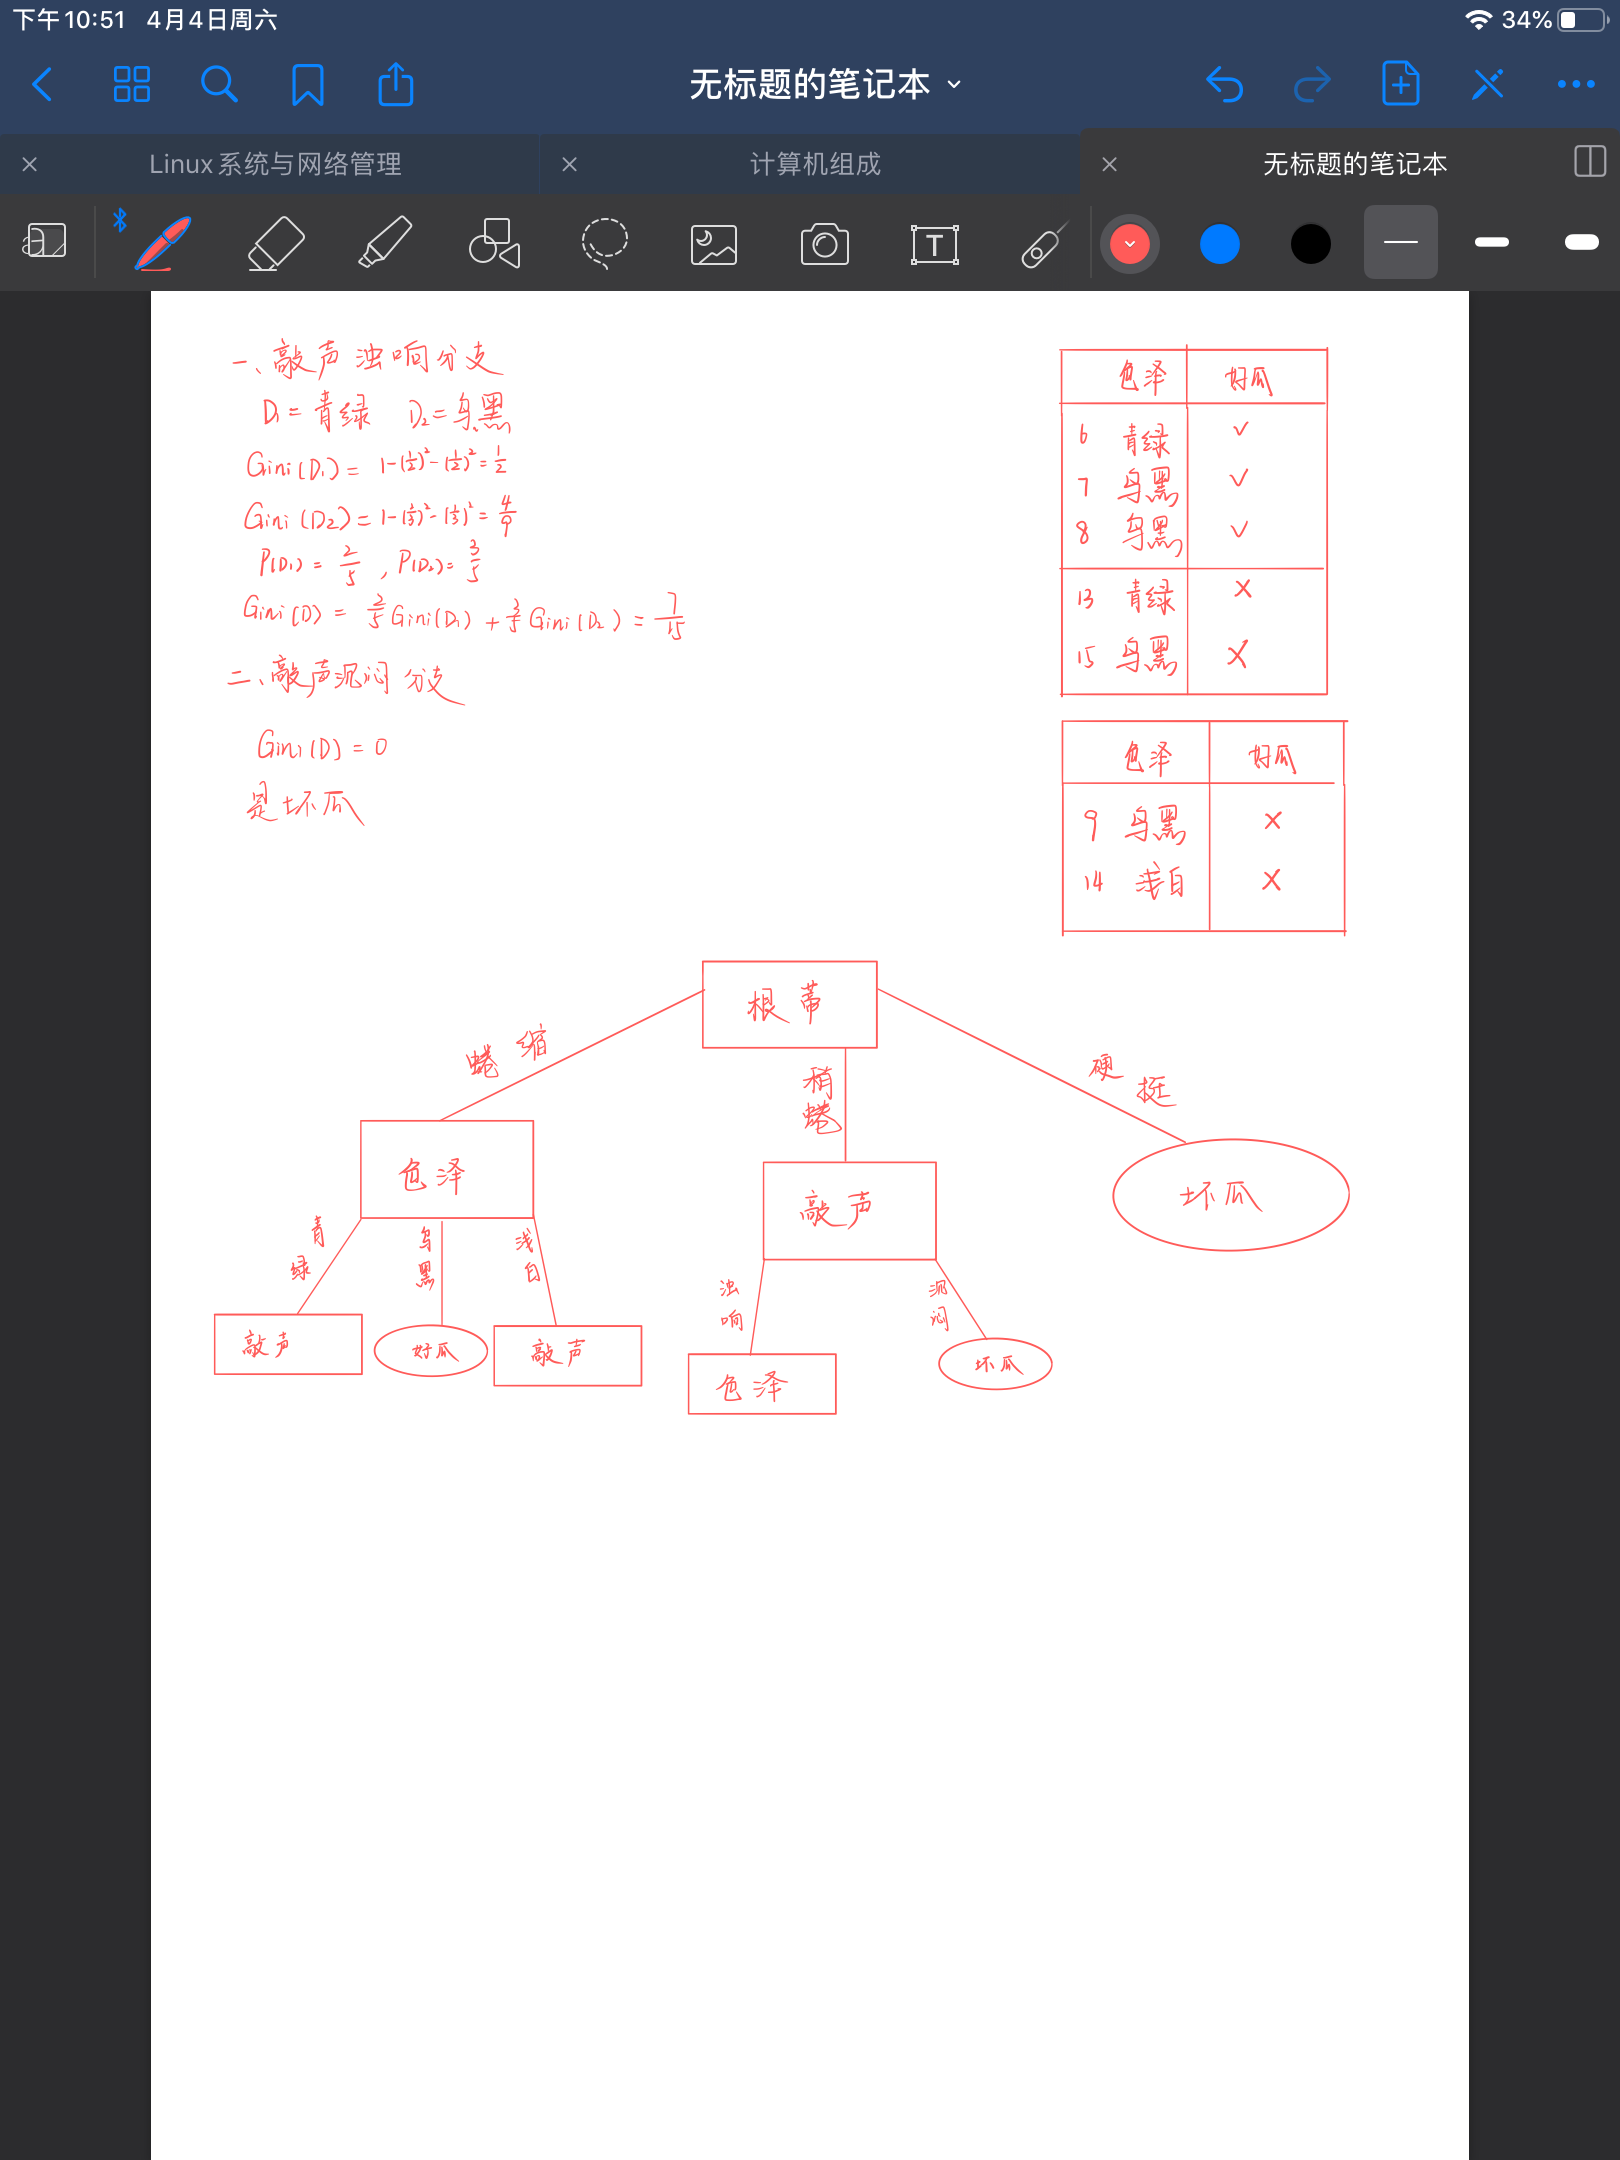 下午10:51 4月4日周六
34%
无标题的笔记本
Linux系统与网络管理
计算机组成
无标题的笔记本
T
一、敲声浊响分支
D₁=青绿 D₂=乌黑
Gini(D₁)=1-(1/2)²-(1/2)²=1/2
Gini(D₂)=1-(1/3)²-(1/3)²=4/9
P(D₁)=2/5,P(D₂)=3/5
Gini(D)=2/5Gini(D₁)+3/5Gini(D₂)=7/15
二、敲声沉闷分支
Gini(D)=0
是坏瓜
色泽 好瓜
6 青绿 ✓
7 乌黑 ✓
8 乌黑 ✓
13 青绿 ×
15 乌黑 ×
色泽 好瓜
9 乌黑 ×
14 浅白 ×
根蒂
蜷缩
稍蜷
硬挺
色泽
敲声
坏瓜
青绿
乌黑
浅白
浊响
沉闷
敲声
好瓜
敲声
色泽
坏瓜